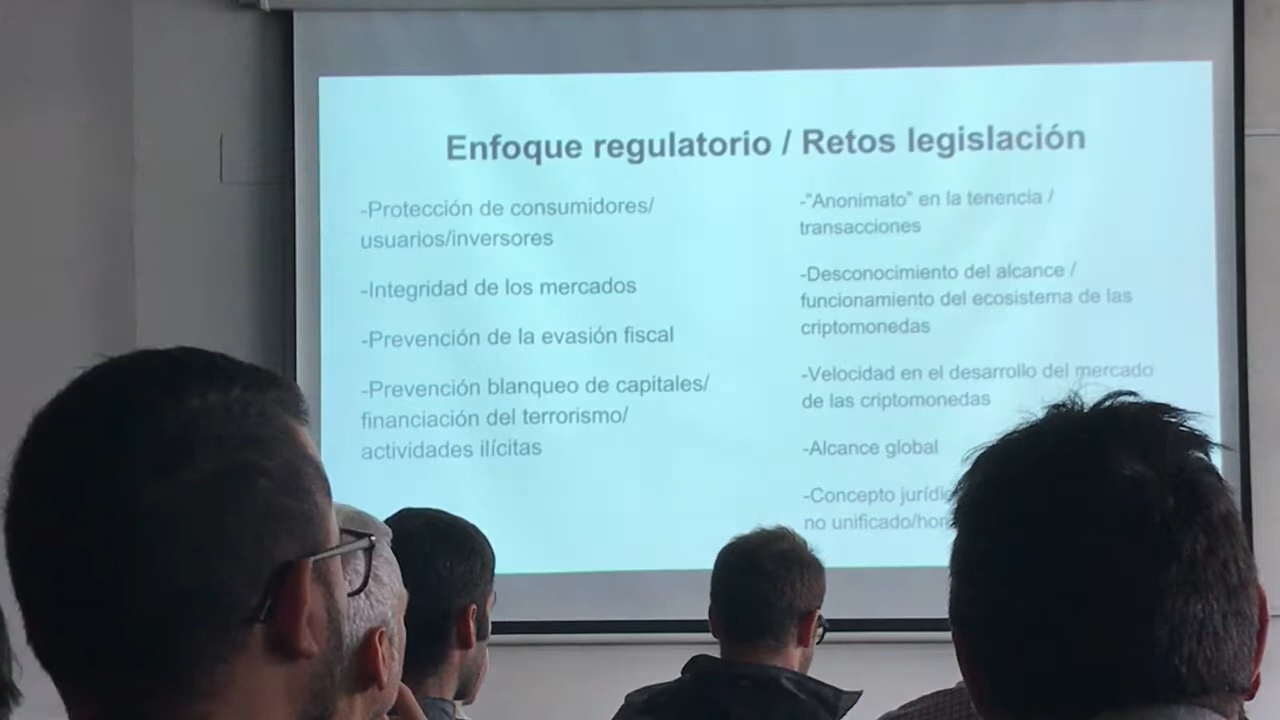 Enfoque regulatorio / Retos legislación
-Protección de consumidores/
usuarios/inversores
-Integridad de los mercados
-Prevención de la evasión fiscal
-Prevención blanqueo de capitales/
financiación del terrorismo/
actividades ilícitas
-"Anonimato" en la tenencia /
transacciones
-Desconocimiento del alcance /
funcionamiento del ecosistema de las
criptomonedas
-Velocidad en el desarrollo del mercado
de las criptomonedas
-Alcance global
-Concepto
no